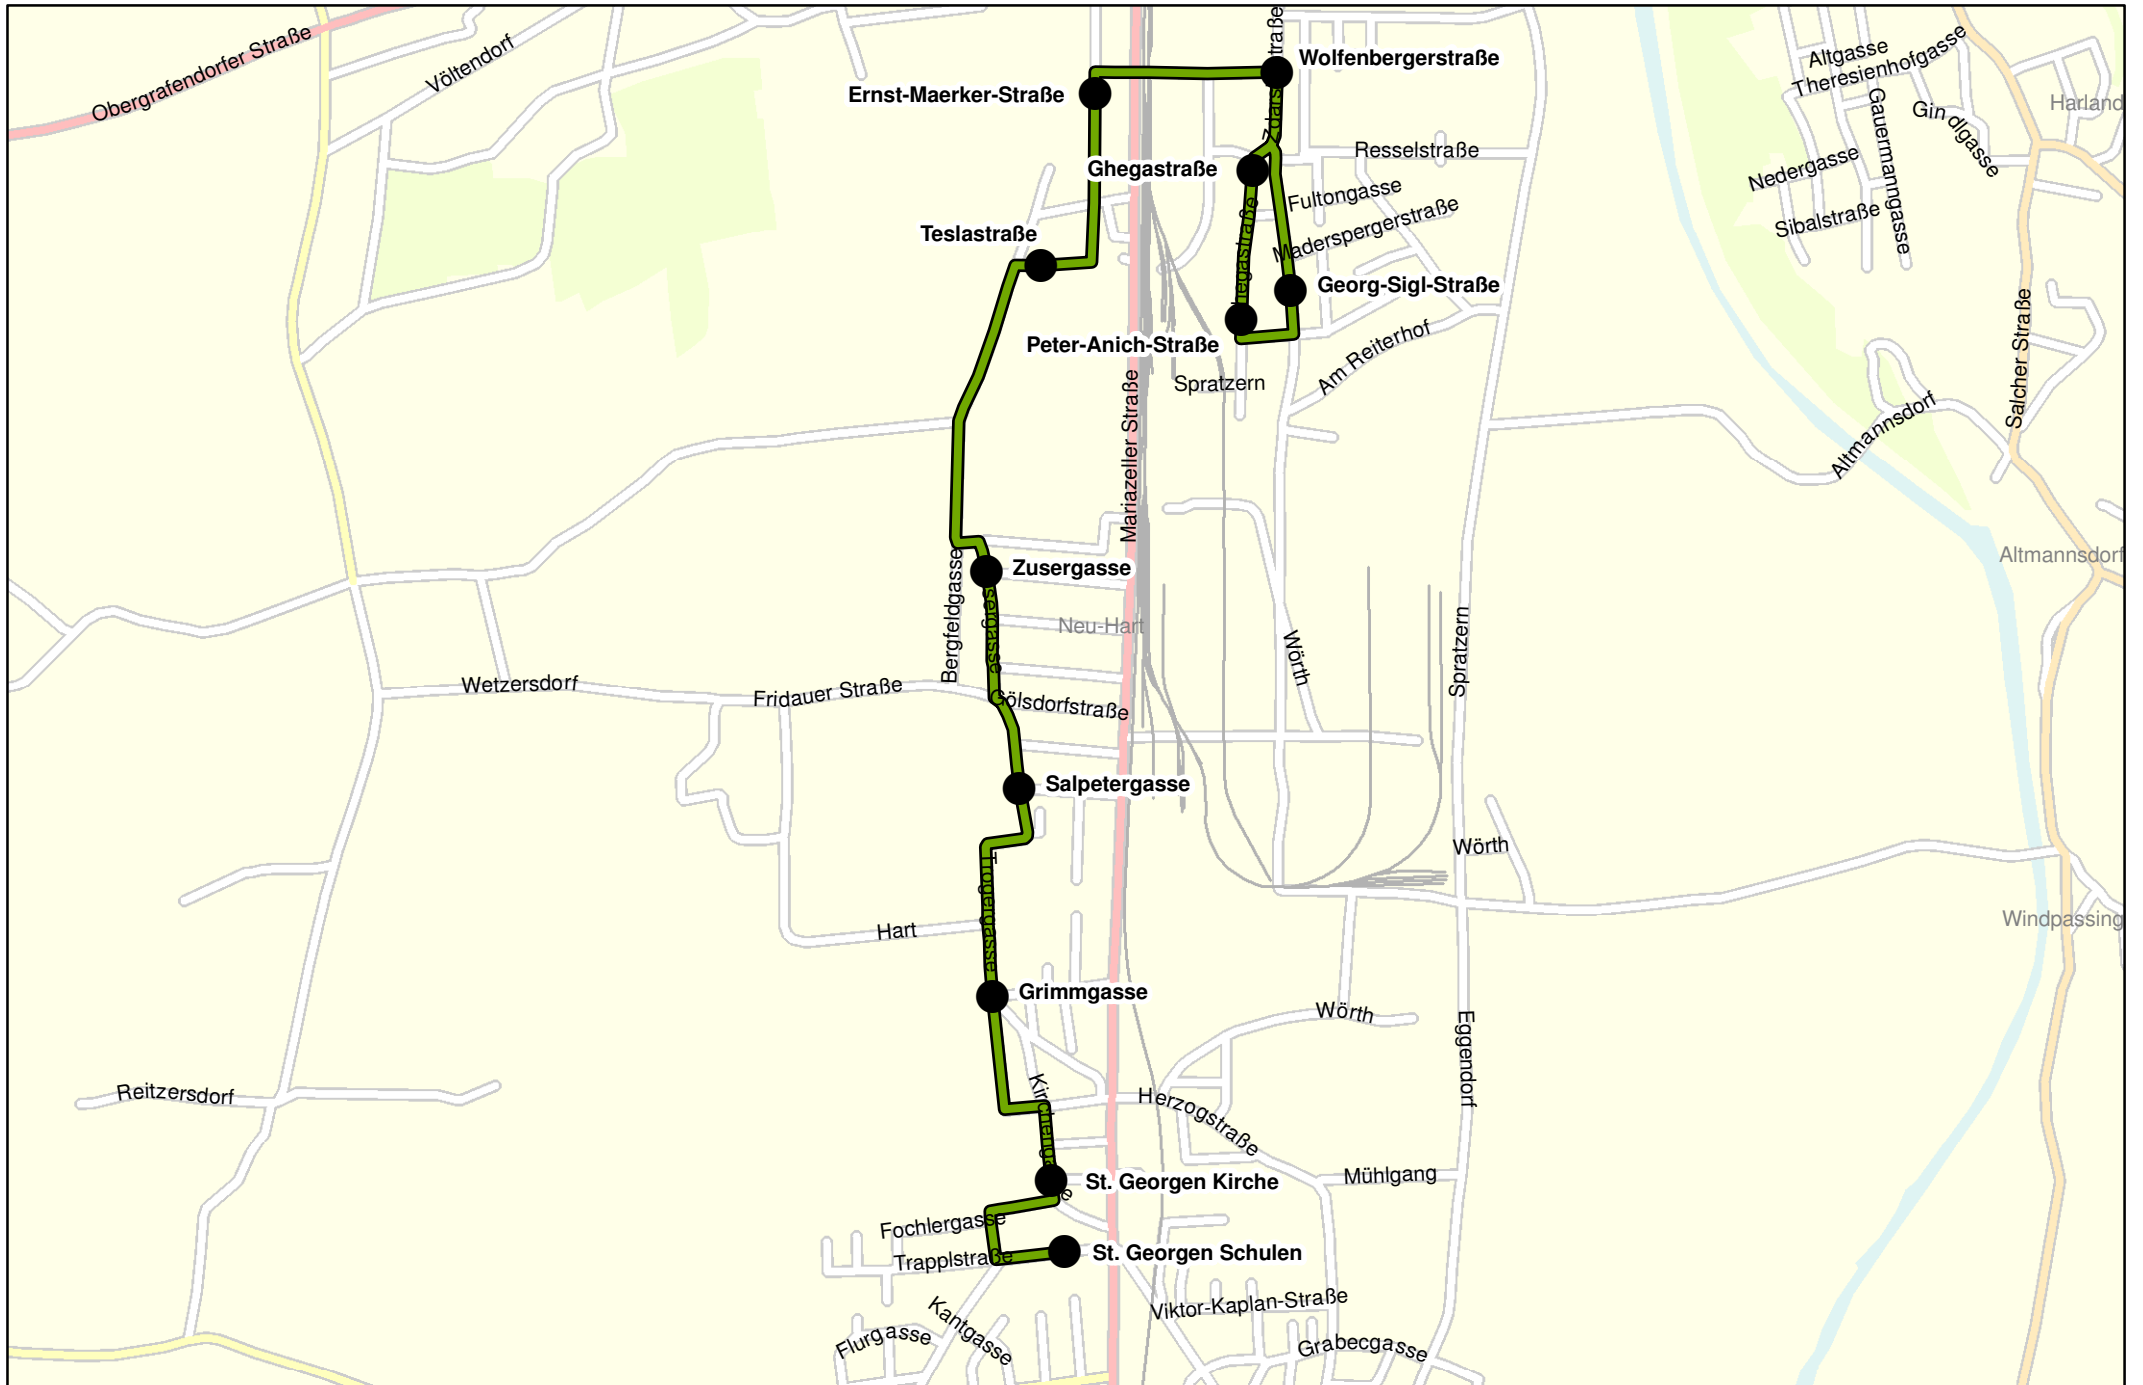 Obergrafendorfer Straße
Völtendorf
Wolfenbergerstraße
Ernst-Maerker-Straße
Altgasse
Theresienhofgasse
Gauermanngasse
Gindlgasse
Harland
Ghegastraße
Resselstraße
Nedergasse
Fultongasse
Maderspergerstraße
Sibalstraße
Teslastraße
Georg-Sigl-Straße
Peter-Anich-Straße
Am Reiterhof
Salcher Straße
Spratzern
Mariazeller Straße
Altmannsdorf
Altmannsdorf
Zusergasse
Bergfeldgasse
Neu-Hart
Wörth
Spratzern
Wetzersdorf
Fridauer Straße
Gölsdorfstraße
Salpetergasse
Wörth
Troggergasse
Hart
Windpassing
Grimmgasse
Wörth
Eggendorf
Reitzersdorf
Kirchengasse
Herzogstraße
St. Georgen Kirche
Mühlgang
Fochlergasse
Trapplstraße
St. Georgen Schulen
Viktor-Kaplan-Straße
Kantgasse
Flurgasse
Grabecgasse